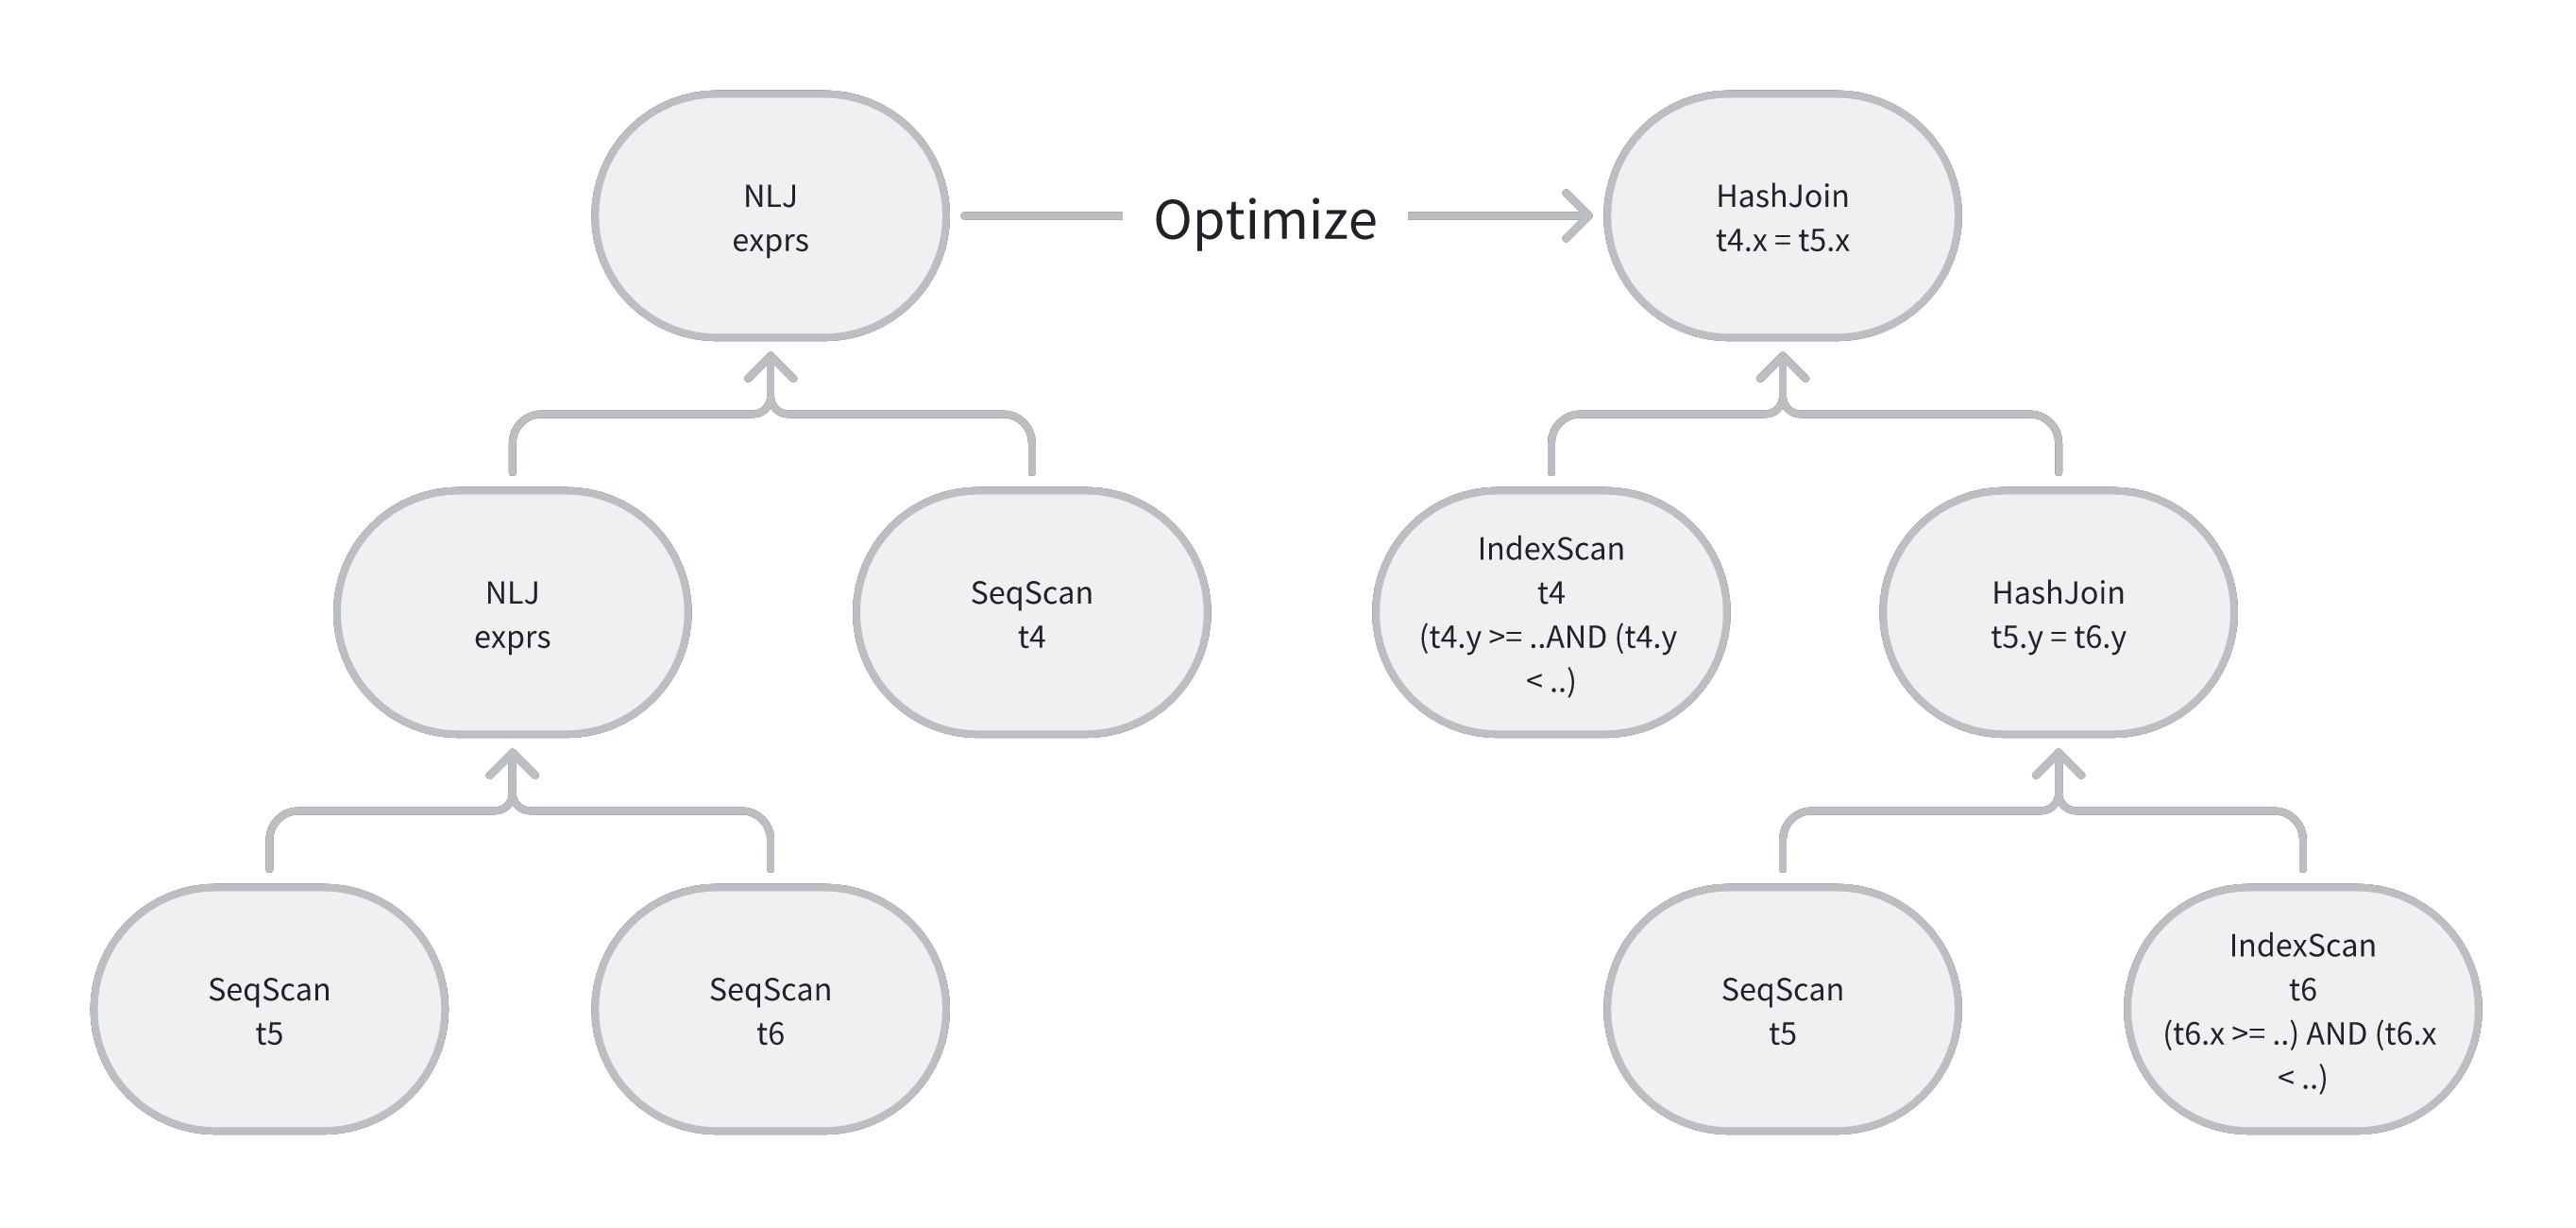 NLJ
exprs
Optimize
HashJoin
t4.x = t5.x
NLJ
exprs
SeqScan
t4
IndexScan
t4
(t4.y >= ..AND (t4.y
< ..)
HashJoin
t5.y = t6.y
SeqScan
t5
SeqScan
t6
SeqScan
t5
IndexScan
t6
(t6.x >= ..) AND (t6.x
< ..)